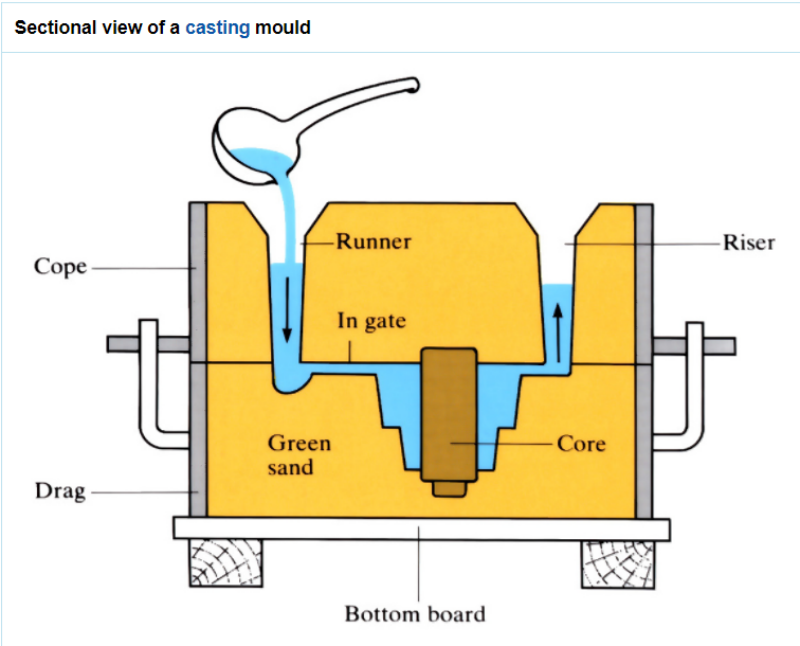 Sectional view of a casting mould
Runner
Riser
Cope
In gate
Green
sand
Core
Drag
Bottom board